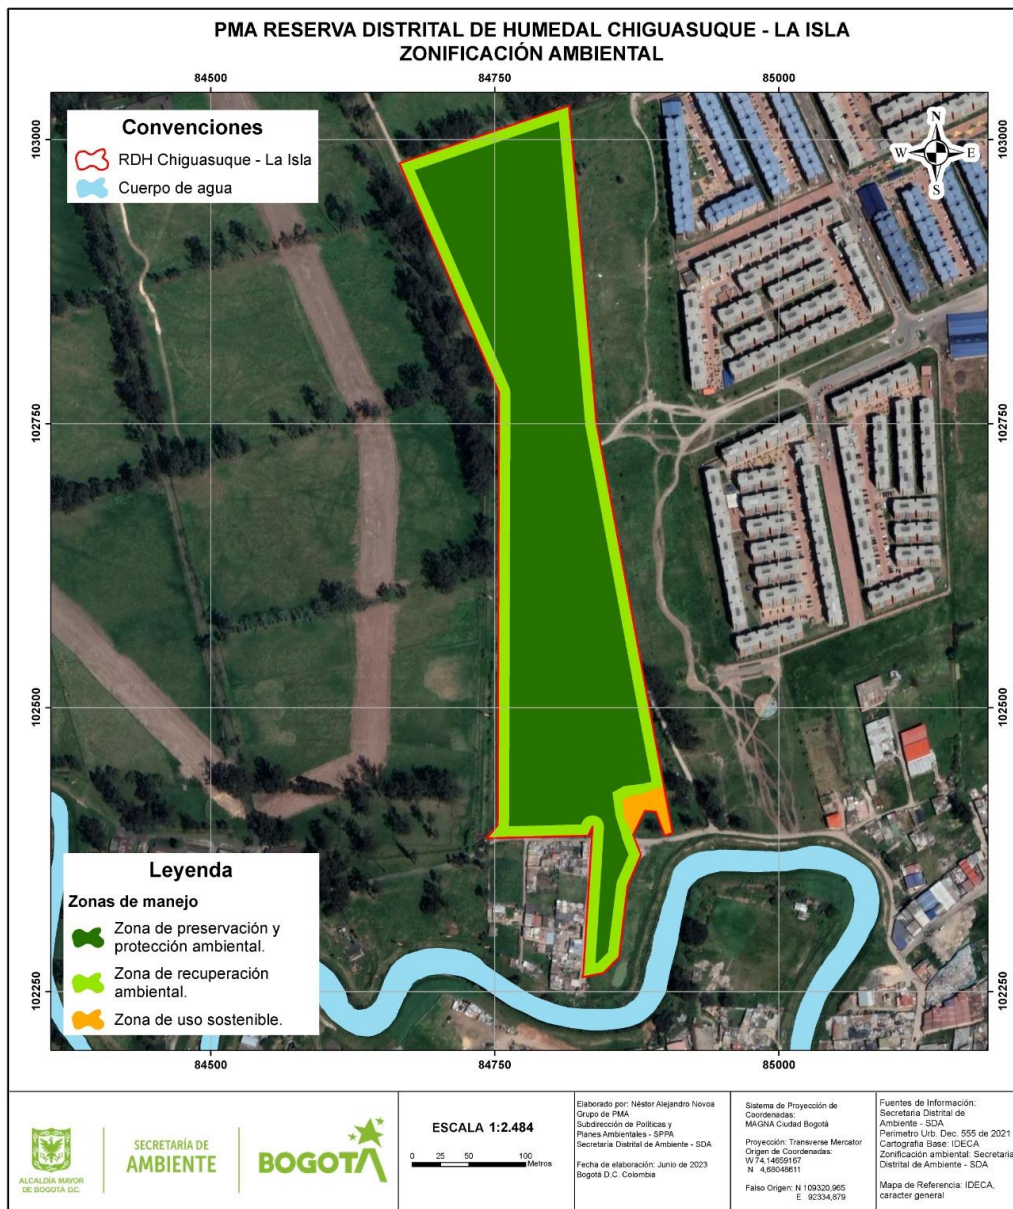 PMA RESERVA DISTRITAL DE HUMEDAL CHIGUASUQUE - LA ISLA
ZONIFICACIÓN AMBIENTAL
84500
84750
85000
103000
102750
102500
102250
103000
102750
102500
102250
Convenciones
RDH Chiguasuque - La Isla
Cuerpo de agua
N
W
E
S
Leyenda
Zonas de manejo
Zona de preservación y
protección ambiental.
Zona de recuperación
ambiental.
Zona de uso sostenible.
84500
84750
85000
ALCALDÍA MAYOR
DE BOGOTÁ D.C.
SECRETARÍA DE
AMBIENTE
BOGOTÁ
ESCALA 1:2.484
0 25 50 100
Metros
Elaborado por: Néstor Alejandro Novoa
Grupo de PMA
Subdirección de Políticas y
Planes Ambientales - SPPA
Secretaría Distrital de Ambiente - SDA
Fecha de elaboración: Junio de 2023
Bogotá D.C. Colombia
Sistema de Proyección de
Coordenadas:
MAGNA Ciudad Bogotá
Proyección: Transverse Mercator
Origen de Coordenadas:
W 74,14659167
N 4,68048611
Falso Origen: N 109320,965
E 92334,879
Fuentes de Información:
Secretaria Distrital de
Ambiente - SDA
Perimetro Urb. Dec. 555 de 2021
Cartografia Base: IDECA
Zonificación ambiental: Secretaria
Distrital de Ambiente - SDA
Mapa de Referencia: IDECA,
caracter general